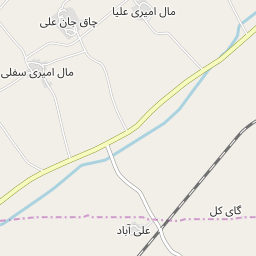 مال امیری علیا
چاق جان علی
مال امیری سفلی
گای کل
علی آباد